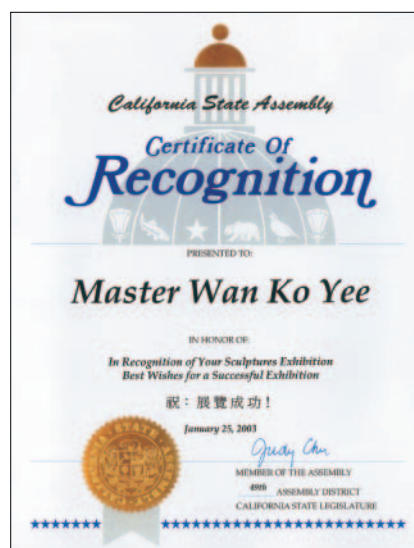 California State Assembly
Certificate Of
Recognition
PRESENTED TO:
Master Wan Ko Yee
IN HONOR OF:
In Recognition of Your Sculptures Exhibition
Best Wishes for a Successful Exhibition
祝：展覽成功！
January 25, 2003
Judy Chu
MEMBER OF THE ASSEMBLY
49th ASSEMBLY DISTRICT
CALIFORNIA STATE LEGISLATURE